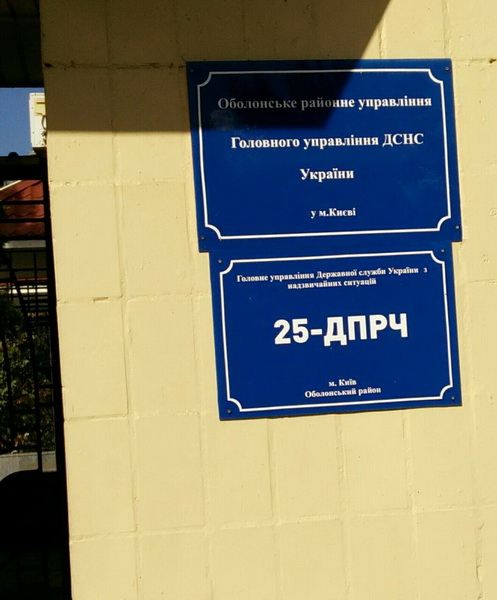 Оболонське районне управління
Головного управління ДСНС
України
у м.Києві
Головне управління Державної служби України з
надзвичайних ситуацій
25-ДПРЧ
м. Київ
Оболонський район